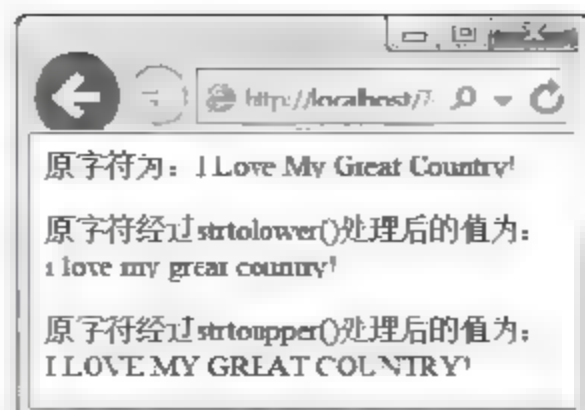 http://localhost/7
原字符为：I Love My Great Country!
原字符经过strtolower()处理后的值为：
i love my great country!
原字符经过strtoupper()处理后的值为：
I LOVE MY GREAT COUNTRY!